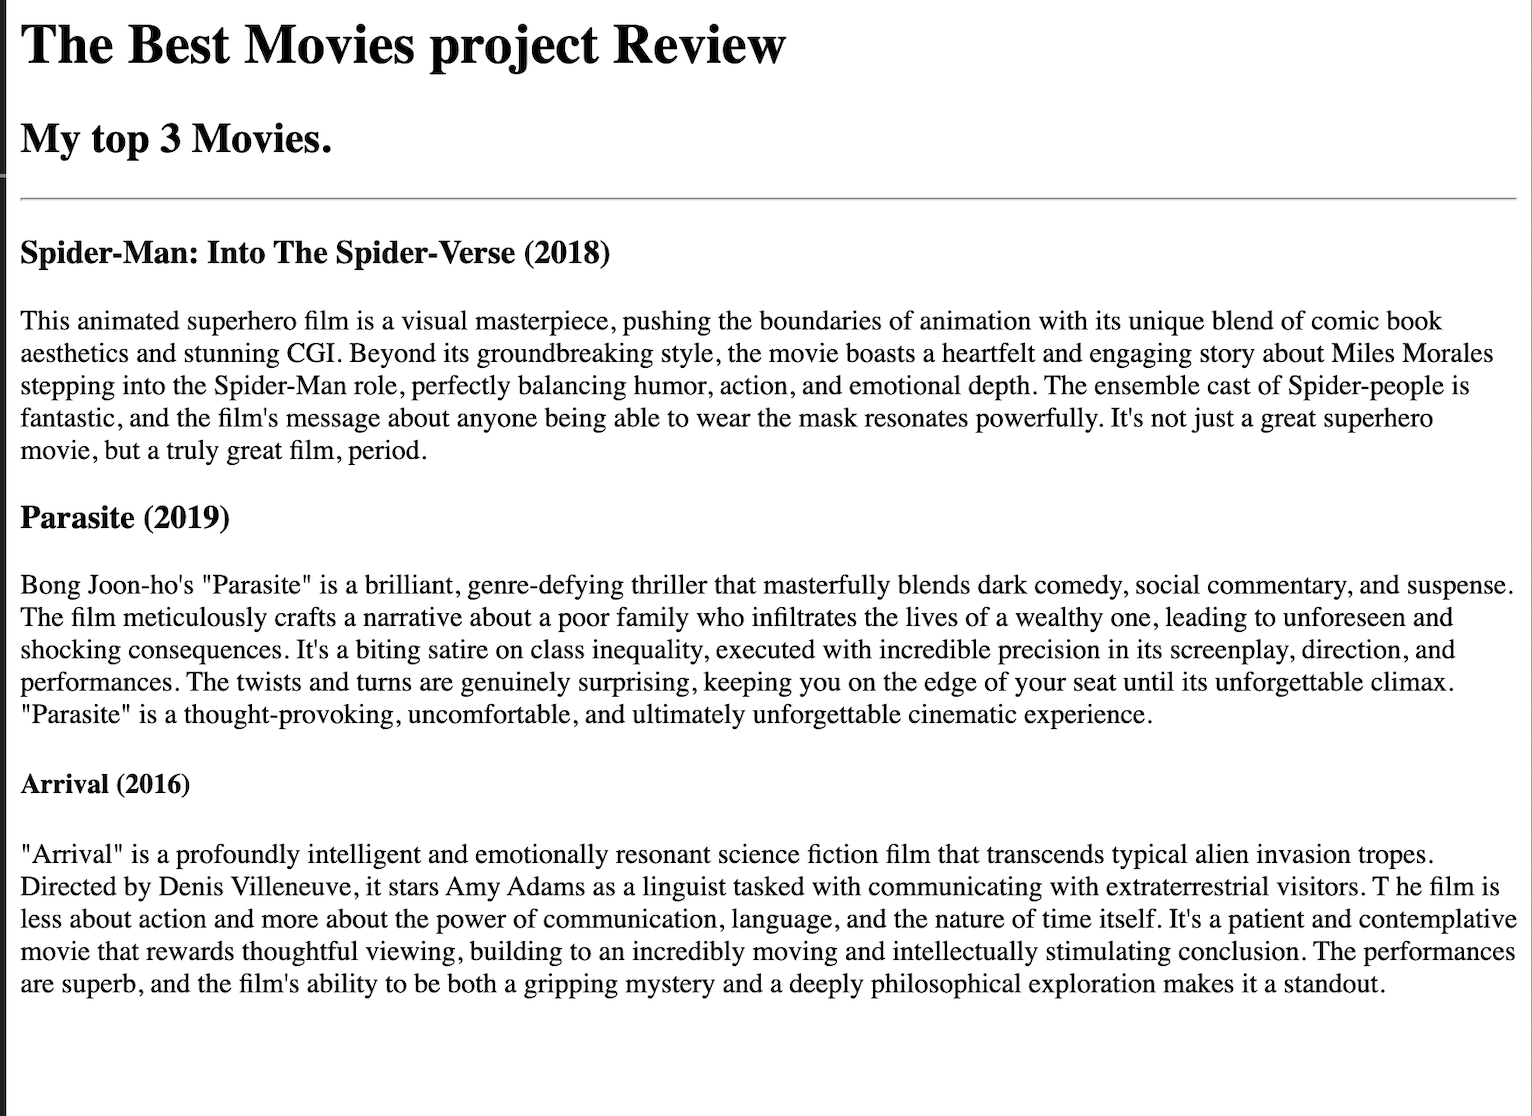 The Best Movies project Review
My top 3 Movies.
Spider-Man: Into The Spider-Verse (2018)
This animated superhero film is a visual masterpiece, pushing the boundaries of animation with its unique blend of comic book
aesthetics and stunning CGI. Beyond its groundbreaking style, the movie boasts a heartfelt and engaging story about Miles Morales
stepping into the Spider-Man role, perfectly balancing humor, action, and emotional depth. The ensemble cast of Spider-people is
fantastic, and the film's message about anyone being able to wear the mask resonates powerfully. It's not just a great superhero
movie, but a truly great film, period.
Parasite (2019)
Bong Joon-ho's "Parasite" is a brilliant, genre-defying thriller that masterfully blends dark comedy, social commentary, and suspense.
The film meticulously crafts a narrative about a poor family who infiltrates the lives of a wealthy one, leading to unforeseen and
shocking consequences. It's a biting satire on class inequality, executed with incredible precision in its screenplay, direction, and
performances. The twists and turns are genuinely surprising, keeping you on the edge of your seat until its unforgettable climax.
"Parasite" is a thought-provoking, uncomfortable, and ultimately unforgettable cinematic experience.
Arrival (2016)
"Arrival" is a profoundly intelligent and emotionally resonant science fiction film that transcends typical alien invasion tropes.
Directed by Denis Villeneuve, it stars Amy Adams as a linguist tasked with communicating with extraterrestrial visitors. T he film is
less about action and more about the power of communication, language, and the nature of time itself. It's a patient and contemplative
movie that rewards thoughtful viewing, building to an incredibly moving and intellectually stimulating conclusion. The performances
are superb, and the film's ability to be both a gripping mystery and a deeply philosophical exploration makes it a standout.